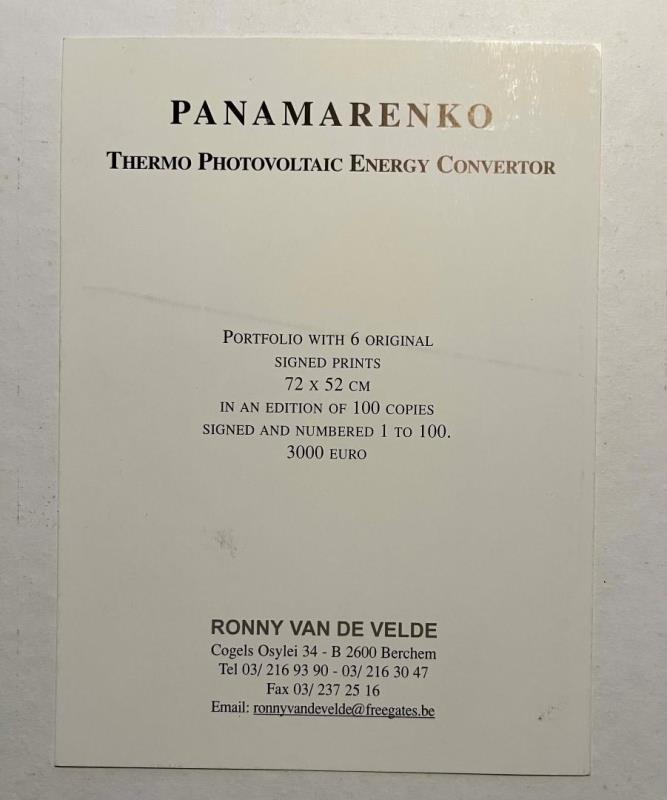 PANAMARENKO
THERMO PHOTOVOLTAIC ENERGY CONVERTOR
PORTFOLIO WITH 6 ORIGINAL
SIGNED PRINTS
72 X 52 CM
IN AN EDITION OF 100 COPIES
SIGNED AND NUMBERED 1 TO 100.
3000 EURO
RONNY VAN DE VELDE
Cogels Osylei 34 - B 2600 Berchem
Tel 03/ 216 93 90 - 03/ 216 30 47
Fax 03/ 237 25 16
Email: ronnyvandevelde@freegates.be